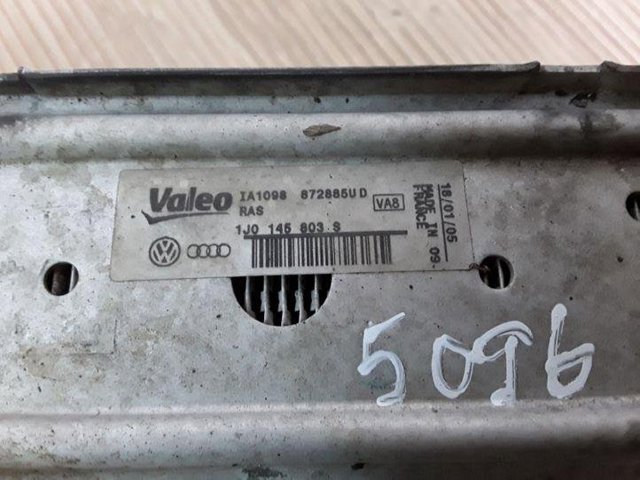 Valeo IA1098 872885UD
RAS VA8
1J0 145 803 S
MADE IN
FRANCE
18/01/05
09
5096